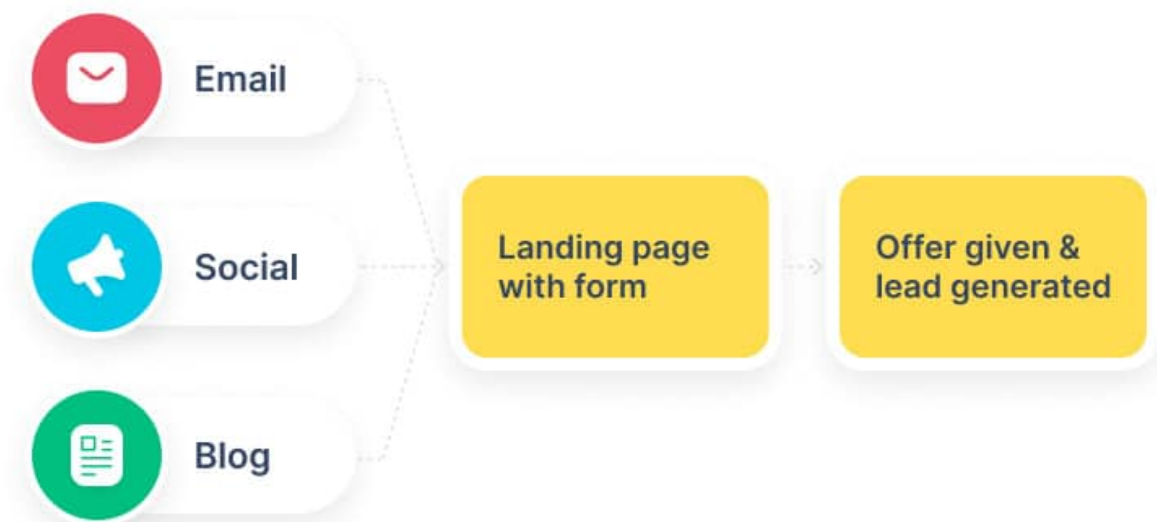 Email
Social
Blog
Landing page
with form
Offer given &
lead generated